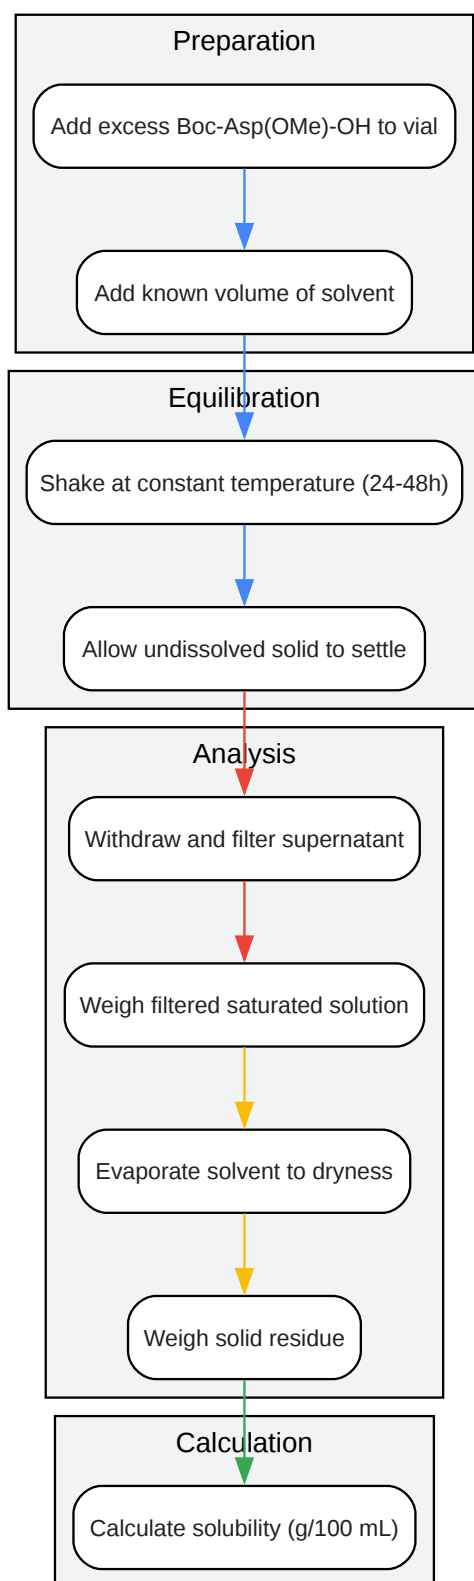 Preparation
Add excess Boc-Asp(OMe)-OH to vial
Add known volume of solvent
Equilibration
Shake at constant temperature (24-48h)
Allow undissolved solid to settle
Analysis
Withdraw and filter supernatant
Weigh filtered saturated solution
Evaporate solvent to dryness
Weigh solid residue
Calculation
Calculate solubility (g/100 mL)